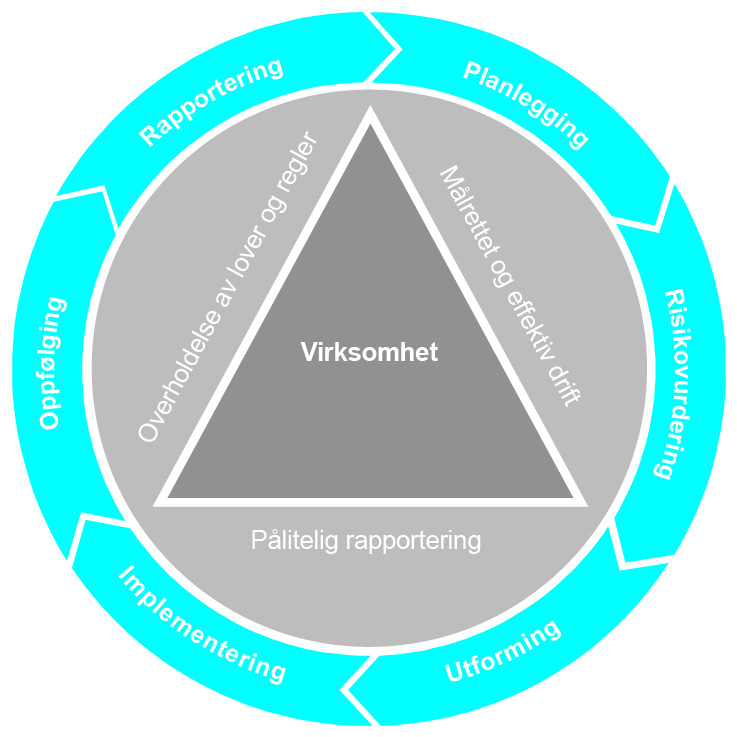 Planlegging
Risikovurdering
Utforming
Implementering
Oppfølging
Rapportering
Overholdelse av lover og regler
Målrettet og effektiv drift
Virksomhet
Pålitelig rapportering